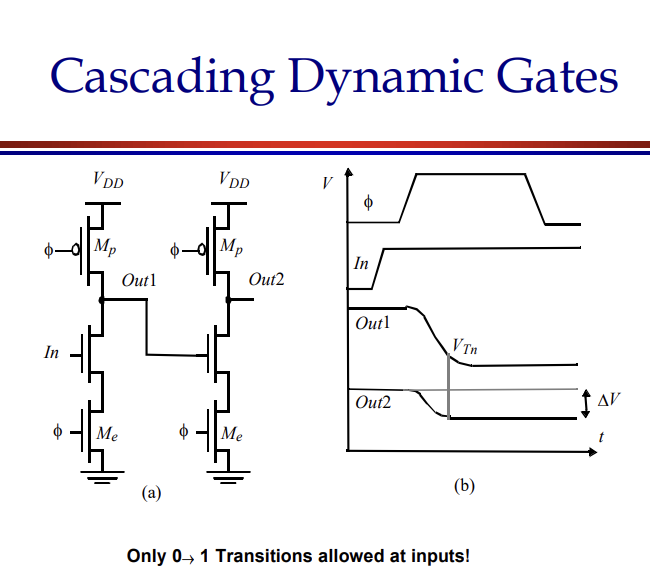 Cascading Dynamic Gates
VDD VDD
ϕ Mp ϕ Mp
Out1 Out2
In
ϕ Me ϕ Me
(a)
V
ϕ
In
Out1
VTn
Out2 ΔV
t
(b)
Only 0→ 1 Transitions allowed at inputs!